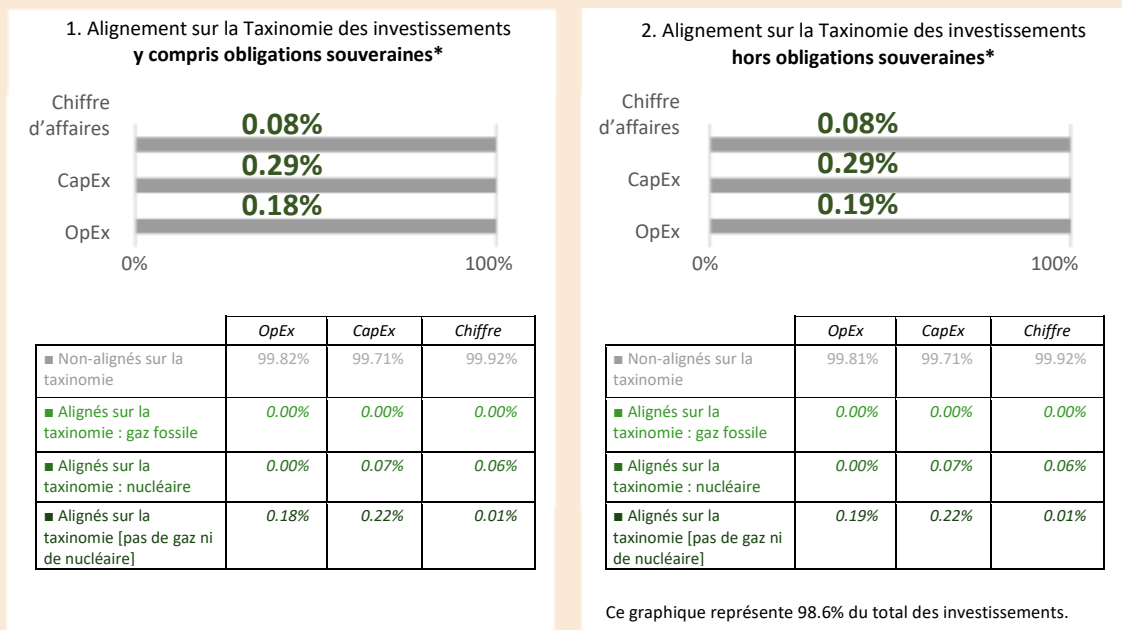 1. Alignement sur la Taxinomie des investissements
y compris obligations souveraines*
Chiffre
d'affaires
0.08%
CapEx
0.29%
OpEx
0.18%
0%
100%
OpEx CapEx Chiffre
■ Non-alignés sur la
taxinomie
99.82% 99.71% 99.92%
■ Alignés sur la
taxinomie : gaz fossile
0.00% 0.00% 0.00%
■ Alignés sur la
taxinomie : nucléaire
0.00% 0.07% 0.06%
■ Alignés sur la
taxinomie [pas de gaz ni
de nucléaire]
0.18% 0.22% 0.01%
2. Alignement sur la Taxinomie des investissements
hors obligations souveraines*
Chiffre
d'affaires
0.08%
CapEx
0.29%
OpEx
0.19%
0%
100%
OpEx CapEx Chiffre
■ Non-alignés sur la
taxinomie
99.81% 99.71% 99.92%
■ Alignés sur la
taxinomie : gaz fossile
0.00% 0.00% 0.00%
■ Alignés sur la
taxinomie : nucléaire
0.00% 0.07% 0.06%
■ Alignés sur la
taxinomie [pas de gaz ni
de nucléaire]
0.19% 0.22% 0.01%
Ce graphique représente 98.6% du total des investissements.